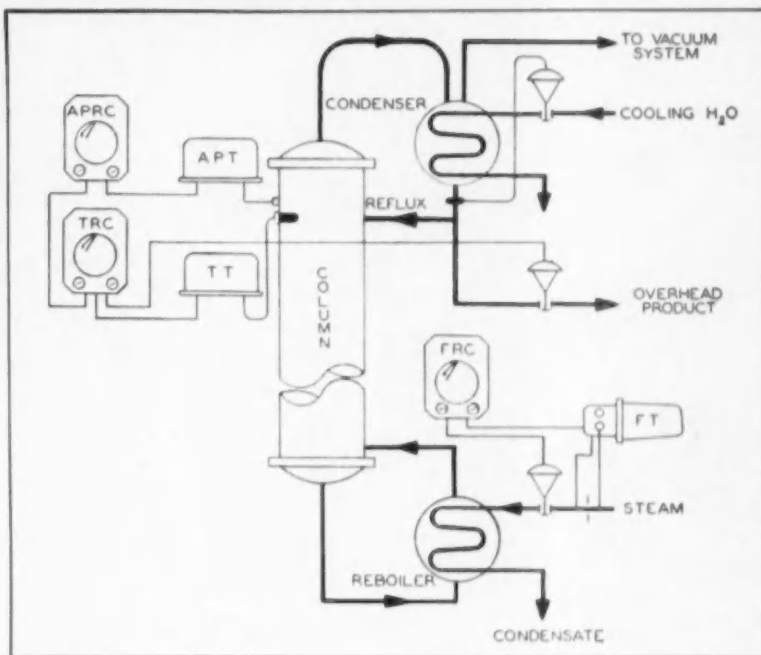 TO VACUUM
SYSTEM
CONDENSER
COOLING H₂O
APRC
APT
REFLUX
TRC
TT
COLUMN
OVERHEAD
PRODUCT
FRC
FT
STEAM
REBOILER
CONDENSATE